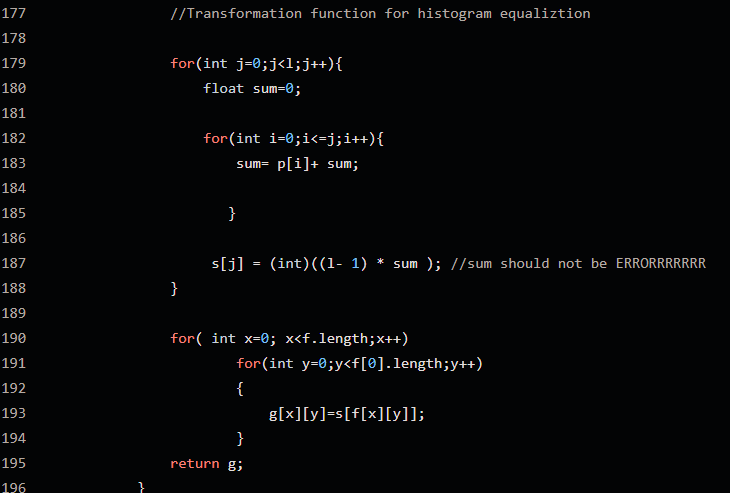 177 //Transformation function for histogram equaliztion
178
179 for(int j=0;j<l;j++){
180 float sum=0;
181
182 for(int i=0;i<=j;i++){
183 sum= p[i]+ sum;
184
185 }
186
187 s[j] = (int)((l- 1) * sum ); //sum should not be ERRORRRRRRR
188 }
189
190 for( int x=0; x<f.length;x++)
191 for(int y=0;y<f[0].length;y++)
192 {
193 g[x][y]=s[f[x][y]];
194 }
195 return g;
196 }